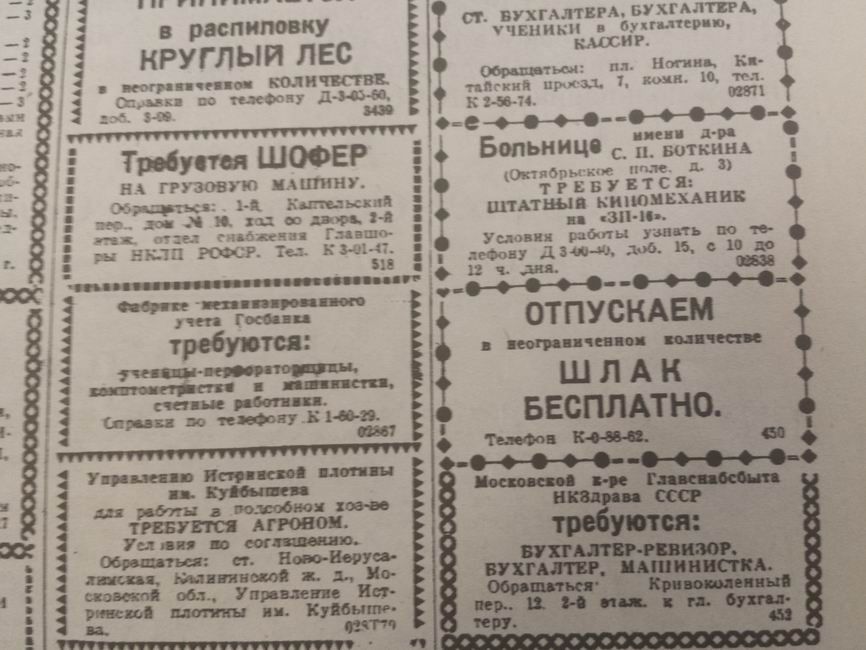 в распиловку
КРУГЛЫЙ ЛЕС
в неограниченном КОЛИЧЕСТВЕ.
Справки по телефону Д-3-05-60,
доб. 3-09.
3439
Требуется ШОФЕР
НА ГРУЗОВУЮ МАШИНУ.
Обращаться: 1-й, Каптельский
пер., дом № 10, ход со двора, 2-й
этаж, отдел снабжения Главшо-
ры НКЛП РСФСР. Тел. К 3-01-47.
518
Фабрике механизированного
учета Госбанка
требуются:
ученицы-перфораторщицы,
комптометристки и машинистки,
счетные работники.
Справки по телефону К 1-60-29.
02867
Управлению Истринской плотины
им. Куйбышева
для работы в подсобном хоз-ве
ТРЕБУЕТСЯ АГРОНОМ.
Условия по соглашению.
Обращаться: ст. Ново-Иеруса-
лимская, Калининской ж. д., Мо-
сковской обл., Управление Ист-
ринской плотины им. Куйбыше-
ва.
СТ. БУХГАЛТЕРА, БУХГАЛТЕРА,
УЧЕНИКИ в бухгалтерию,
КАССИР.
Обращаться: пл. Ногина, Ки-
тайский проезд, 7, комн. 10, тел.
К 2-56-74.
02871
Больнице имени д-ра
С. П. БОТКИНА
(Октябрьское поле, д. 3)
ТРЕБУЕТСЯ:
ШТАТНЫЙ КИНОМЕХАНИК
на «ЗП-16».
Условия работы узнать по те-
лефону Д доб. 15, с 10 до
12 ч. дня.
02838
ОТПУСКАЕМ
в неограниченном количестве
ШЛАК
БЕСПЛАТНО.
Телефон К-0-88-62.
450
Московской к-ре Главснабсбыта
НКЗдрава СССР
требуются:
БУХГАЛТЕР-РЕВИЗОР,
БУХГАЛТЕР, МАШИНИСТКА.
Обращаться: Кривоколенный
пер., 12, 2-й этаж, к гл. бухгал-
теру.
452